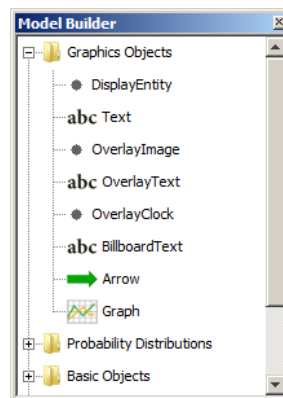 Model Builder
Graphics Objects
DisplayEntity
abc Text
OverlayImage
abc OverlayText
OverlayClock
abc BillboardText
Arrow
Graph
Probability Distributions
Basic Objects